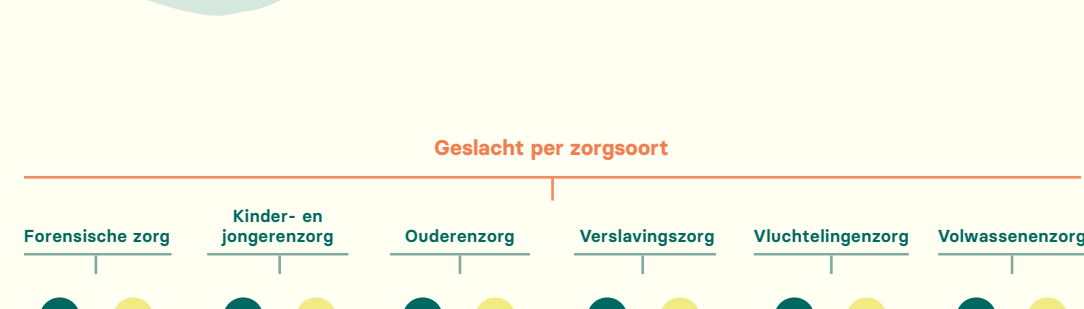 Geslacht per zorgsoort
Forensische zorg
Kinder- en
jongerenzorg
Ouderenzorg
Verslavingszorg
Vluchtelingenzorg
Volwassenenzorg